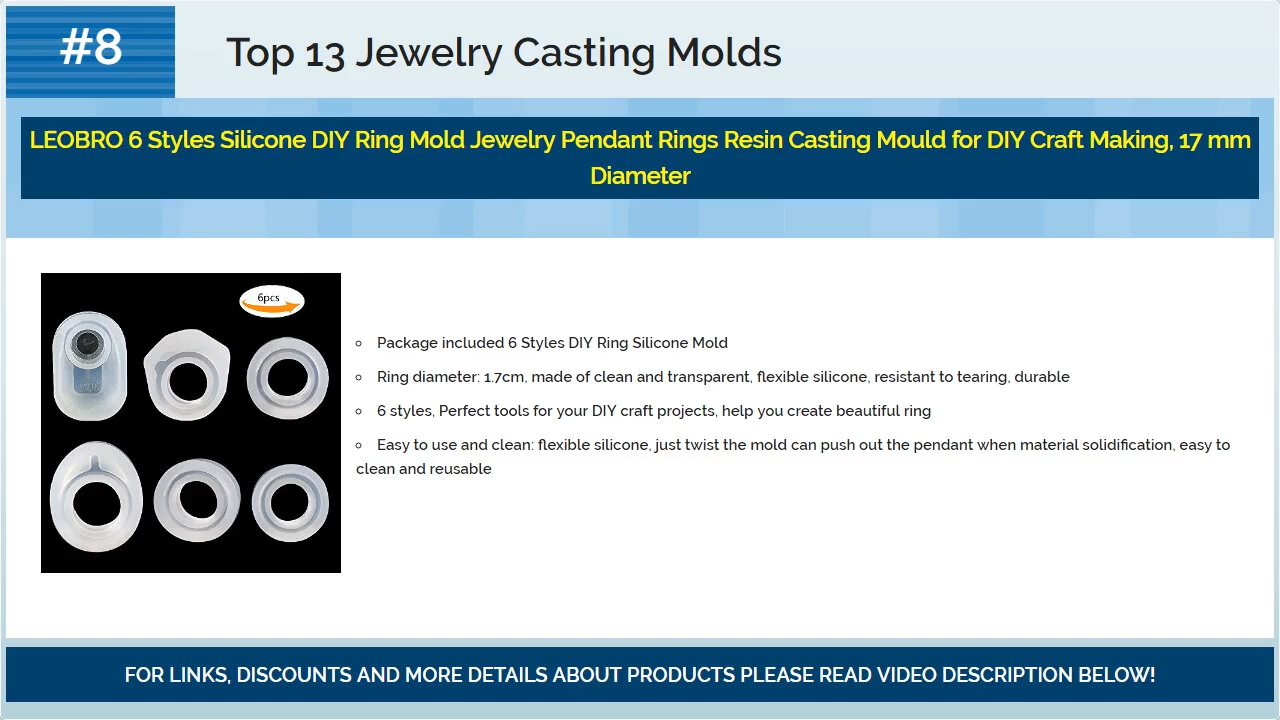 #8
Top 13 Jewelry Casting Molds
LEOBRO 6 Styles Silicone DIY Ring Mold Jewelry Pendant Rings Resin Casting Mould for DIY Craft Making, 17 mm
Diameter
6pcs
Package included 6 Styles DIY Ring Silicone Mold
Ring diameter: 1.7cm, made of clean and transparent, flexible silicone, resistant to tearing, durable
6 styles, Perfect tools for your DIY craft projects, help you create beautiful ring
Easy to use and clean: flexible silicone, just twist the mold can push out the pendant when material solidification, easy to
clean and reusable
FOR LINKS, DISCOUNTS AND MORE DETAILS ABOUT PRODUCTS PLEASE READ VIDEO DESCRIPTION BELOW!